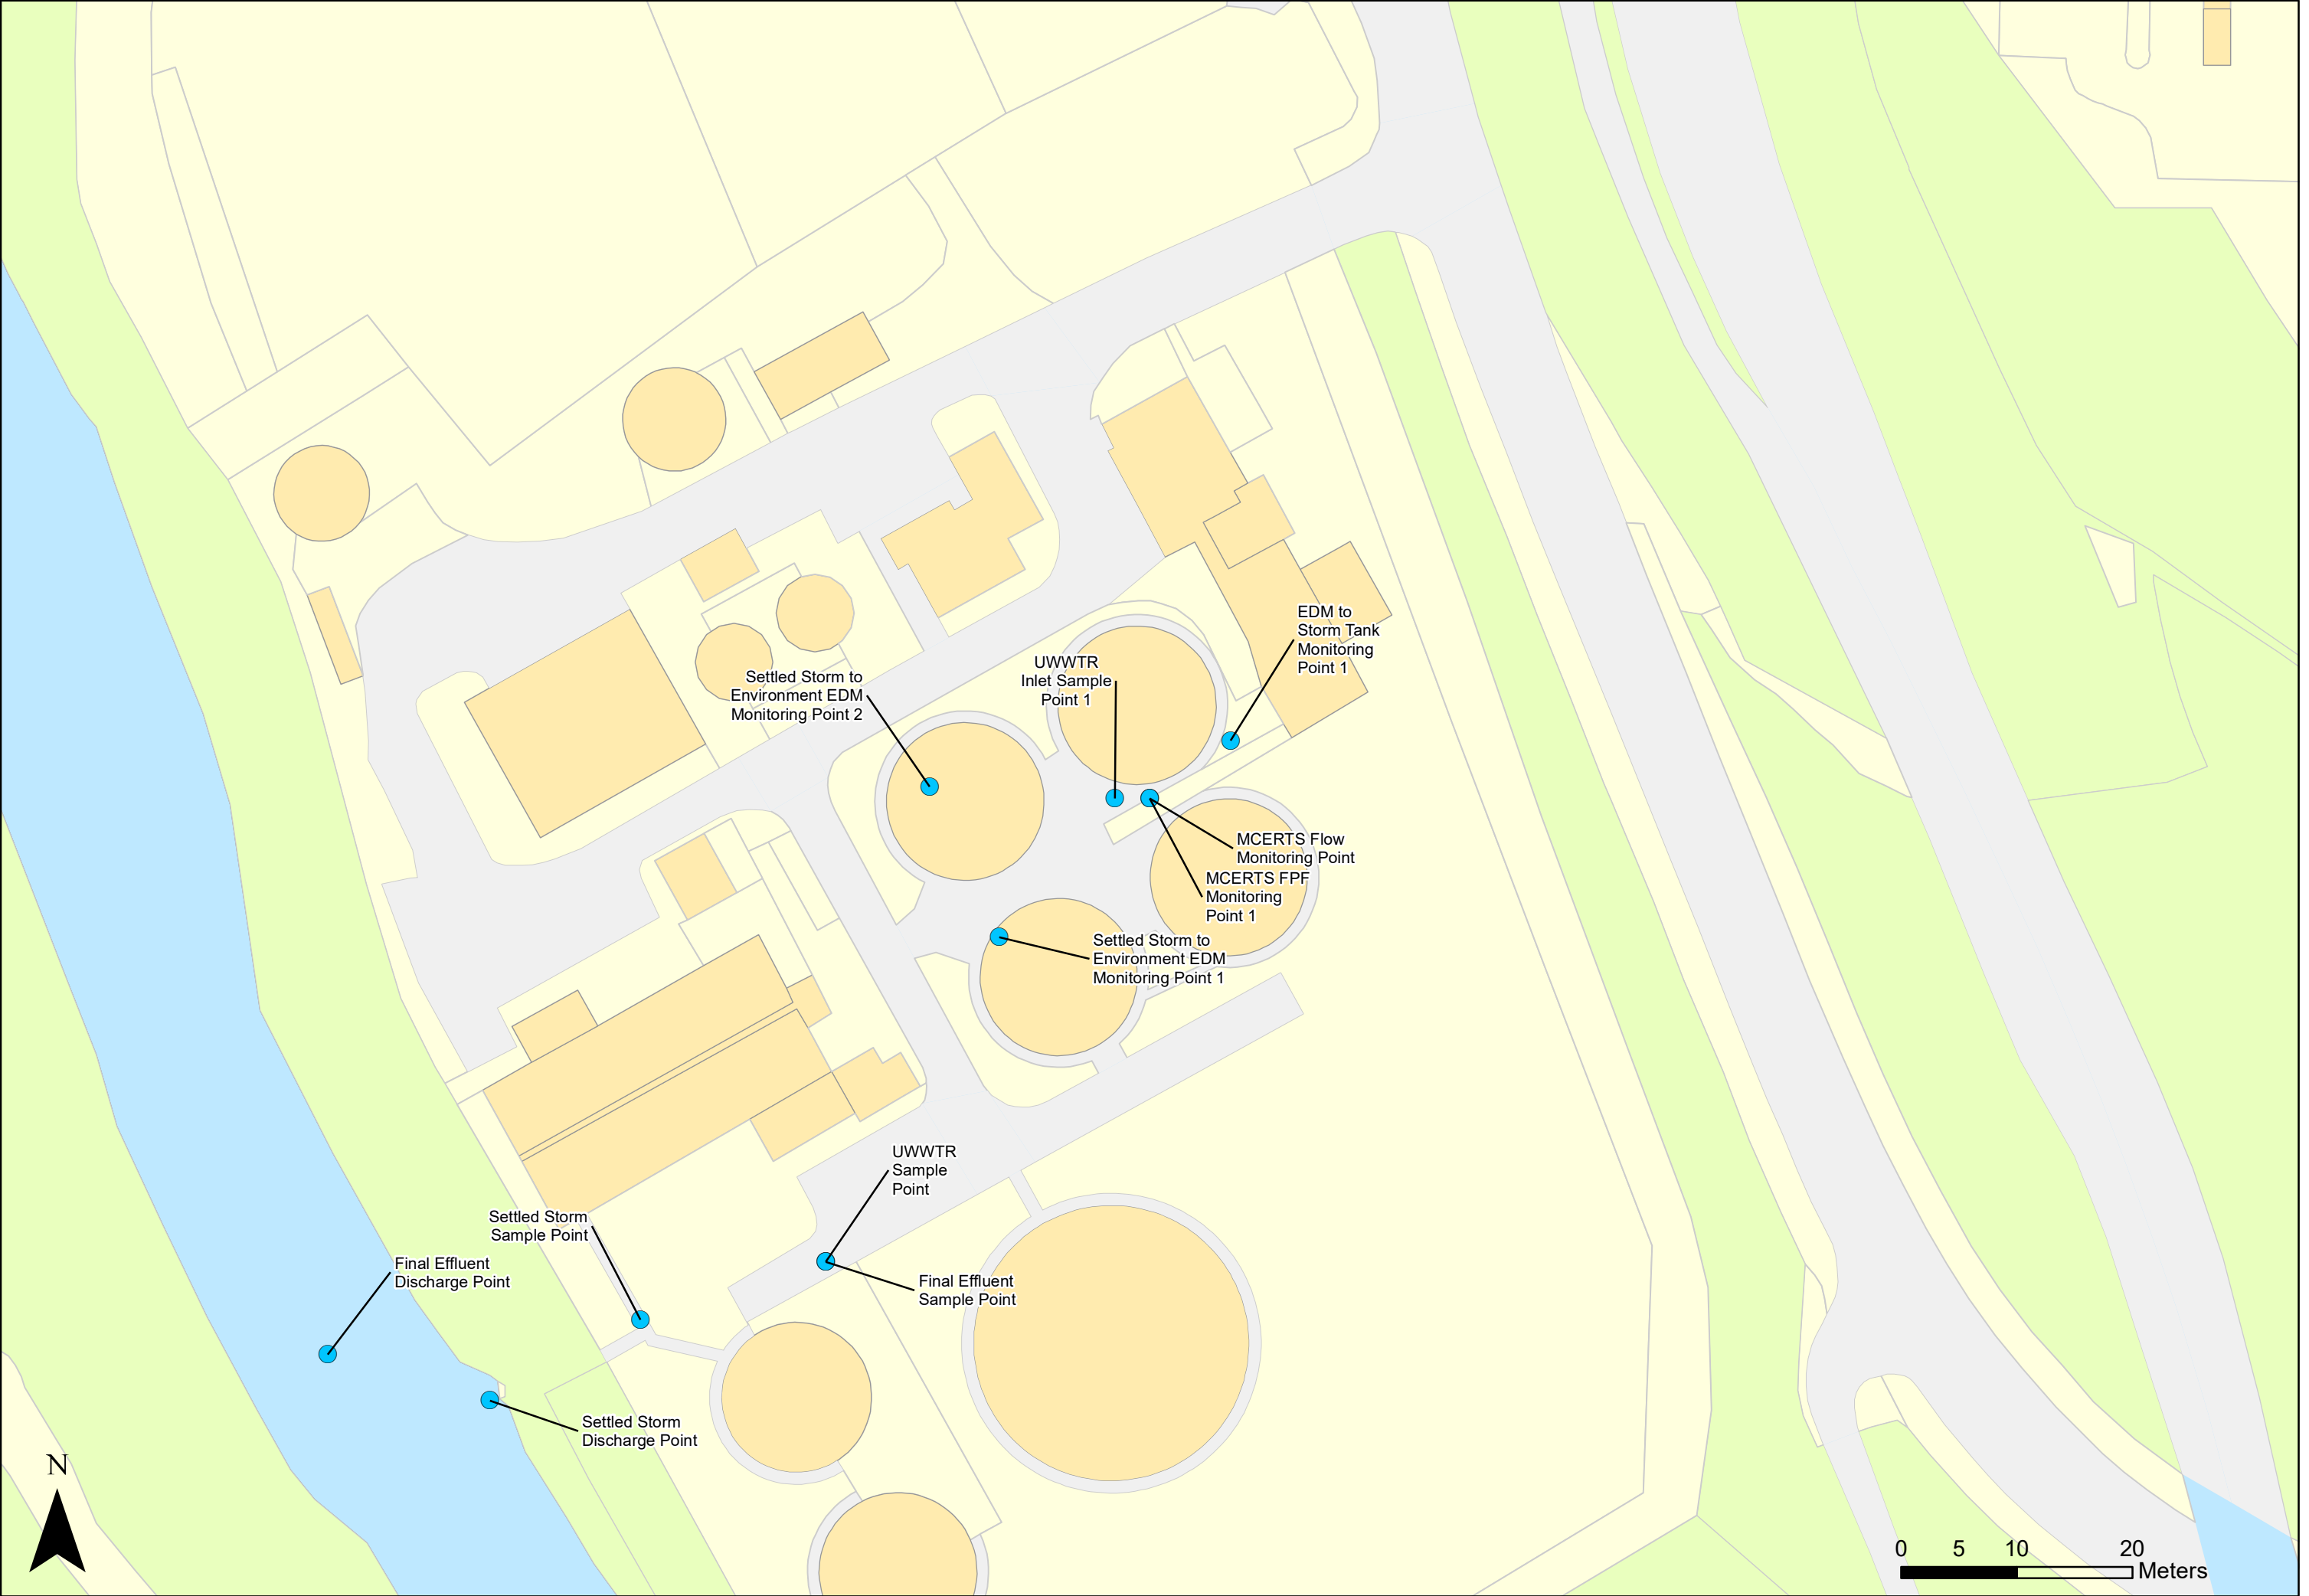 EDM to
Storm Tank
Monitoring
Point 1
UWWTR
Inlet Sample
Point 1
Settled Storm to
Environment EDM
Monitoring Point 2
MCERTS Flow
Monitoring Point
MCERTS FPF
Monitoring
Point 1
Settled Storm to
Environment EDM
Monitoring Point 1
UWWTR
Sample
Point
Settled Storm
Sample Point
Final Effluent
Discharge Point
Final Effluent
Sample Point
Settled Storm
Discharge Point
N
0 5 10 20
Meters